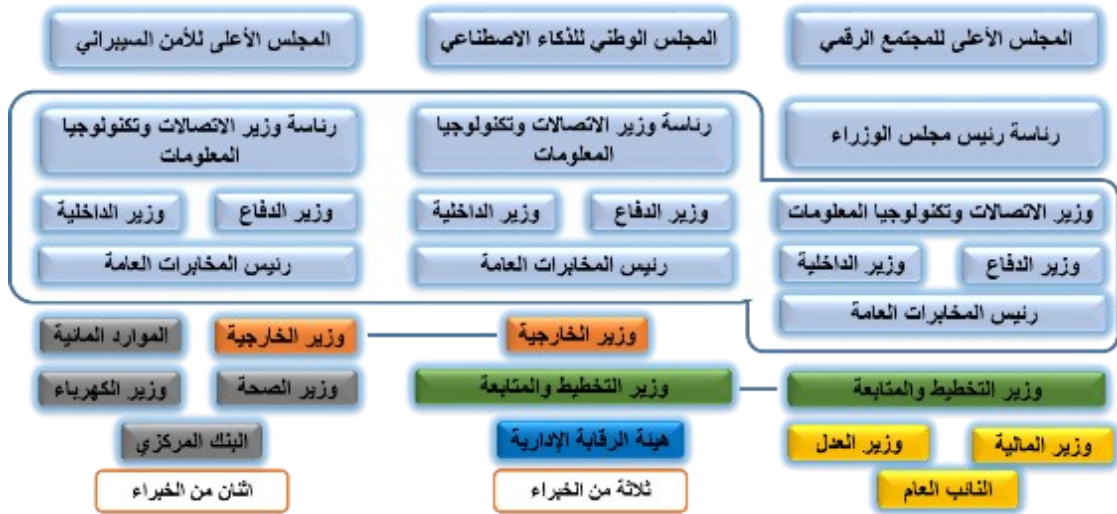 المجلس الأعلى للمجتمع الرقمي
المجلس الوطني للذكاء الاصطناعي
المجلس الأعلى للأمن السيبراني
رئاسة رئيس مجلس الوزراء
رئاسة وزير الاتصالات وتكنولوجيا
المعلومات
رئاسة وزير الاتصالات وتكنولوجيا
المعلومات
وزير الاتصالات وتكنولوجيا المعلومات
وزير الدفاع
وزير الداخلية
وزير الدفاع
وزير الداخلية
وزير الدفاع
وزير الداخلية
رئيس المخابرات العامة
رئيس المخابرات العامة
رئيس المخابرات العامة
وزير الخارجية
وزير الخارجية
الموارد المائية
وزير التخطيط والمتابعة
وزير التخطيط والمتابعة
وزير الصحة
وزير الكهرباء
وزير المالية
وزير العدل
هيئة الرقابة الإدارية
البنك المركزي
النائب العام
ثلاثة من الخبراء
اثنان من الخبراء